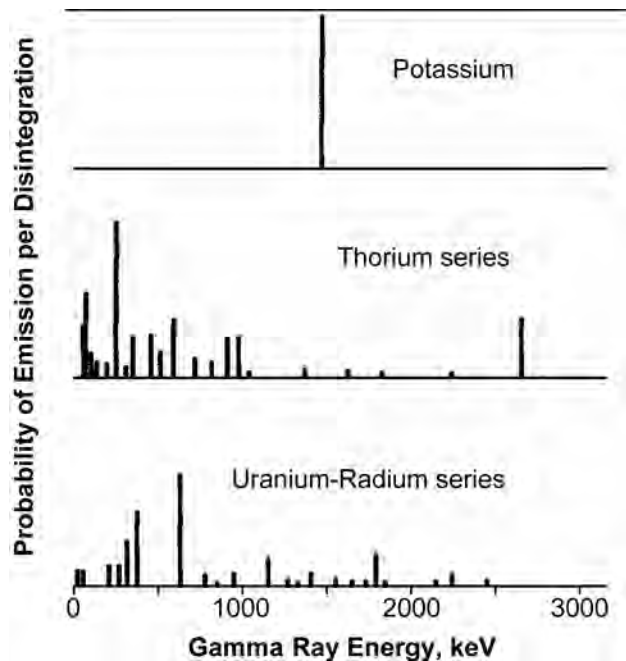 Probability of Emission per Disintegration
Potassium
Thorium series
Uranium-Radium series
0 1000 2000 3000
Gamma Ray Energy, keV